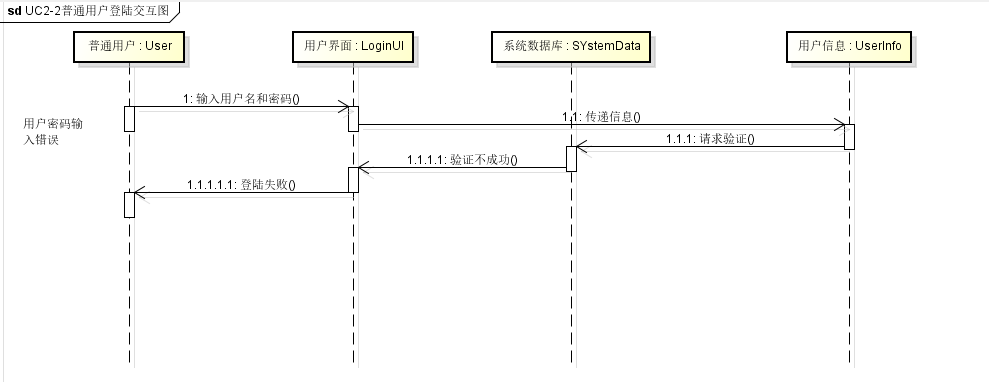 sd UC2-2普通用户登陆交互图
普通用户 : User
用户界面 : LoginUI
系统数据库 : SYstemData
用户信息 : UserInfo
1: 输入用户名和密码()
用户密码输
入错误
1.1: 传递信息()
1.1.1: 请求验证()
1.1.1.1: 验证不成功()
1.1.1.1.1: 登陆失败()